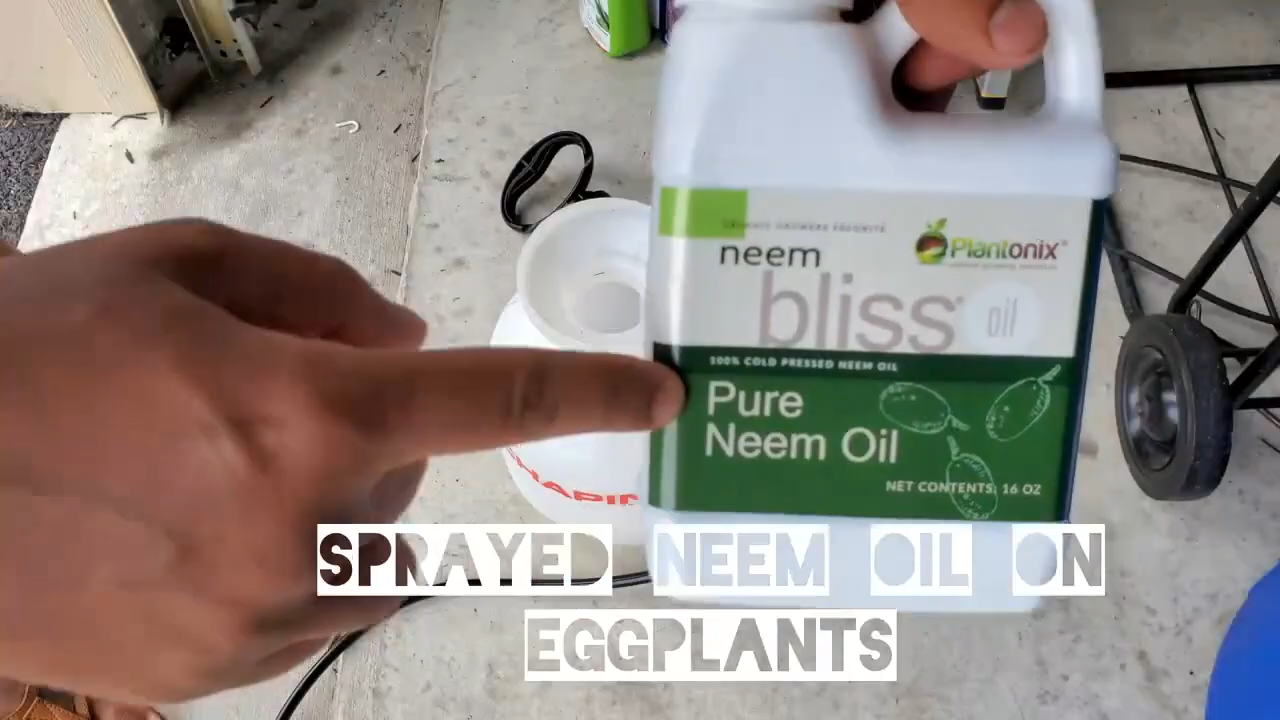 ORGANIC GROWERS FAVORITE
neem
Plantonix®
bliss
oil
100% COLD PRESSED NEEM OIL
Pure
Neem Oil
NET CONTENTS: 16 OZ
CHAPIN
SPRAYED NEEM OIL ON
EGGPLANTS